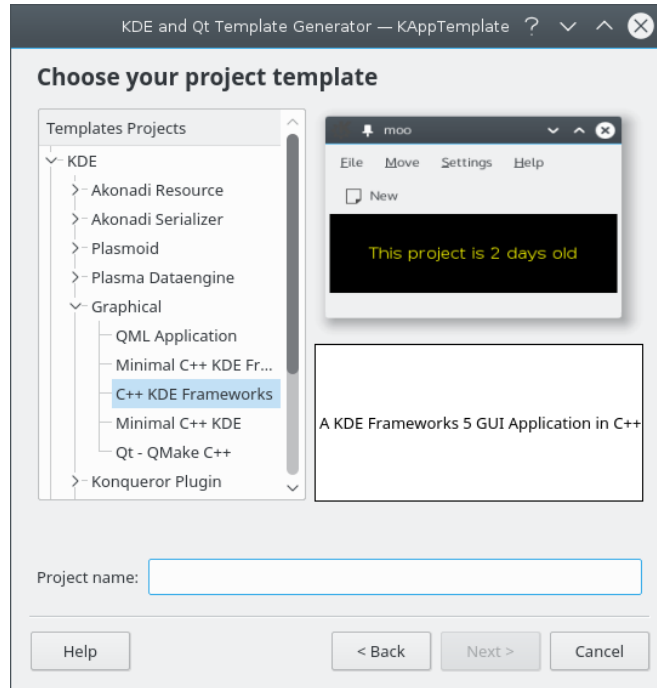 KDE and Qt Template Generator — KAppTemplate
Choose your project template
Templates Projects
KDE
Akonadi Resource
Akonadi Serializer
Plasmoid
Plasma Dataengine
Graphical
QML Application
Minimal C++ KDE Fr...
C++ KDE Frameworks
Minimal C++ KDE
Qt - QMake C++
Konqueror Plugin
moo
File Move Settings Help
New
This project is 2 days old
A KDE Frameworks 5 GUI Application in C++
Project name:
Help
< Back
Next >
Cancel